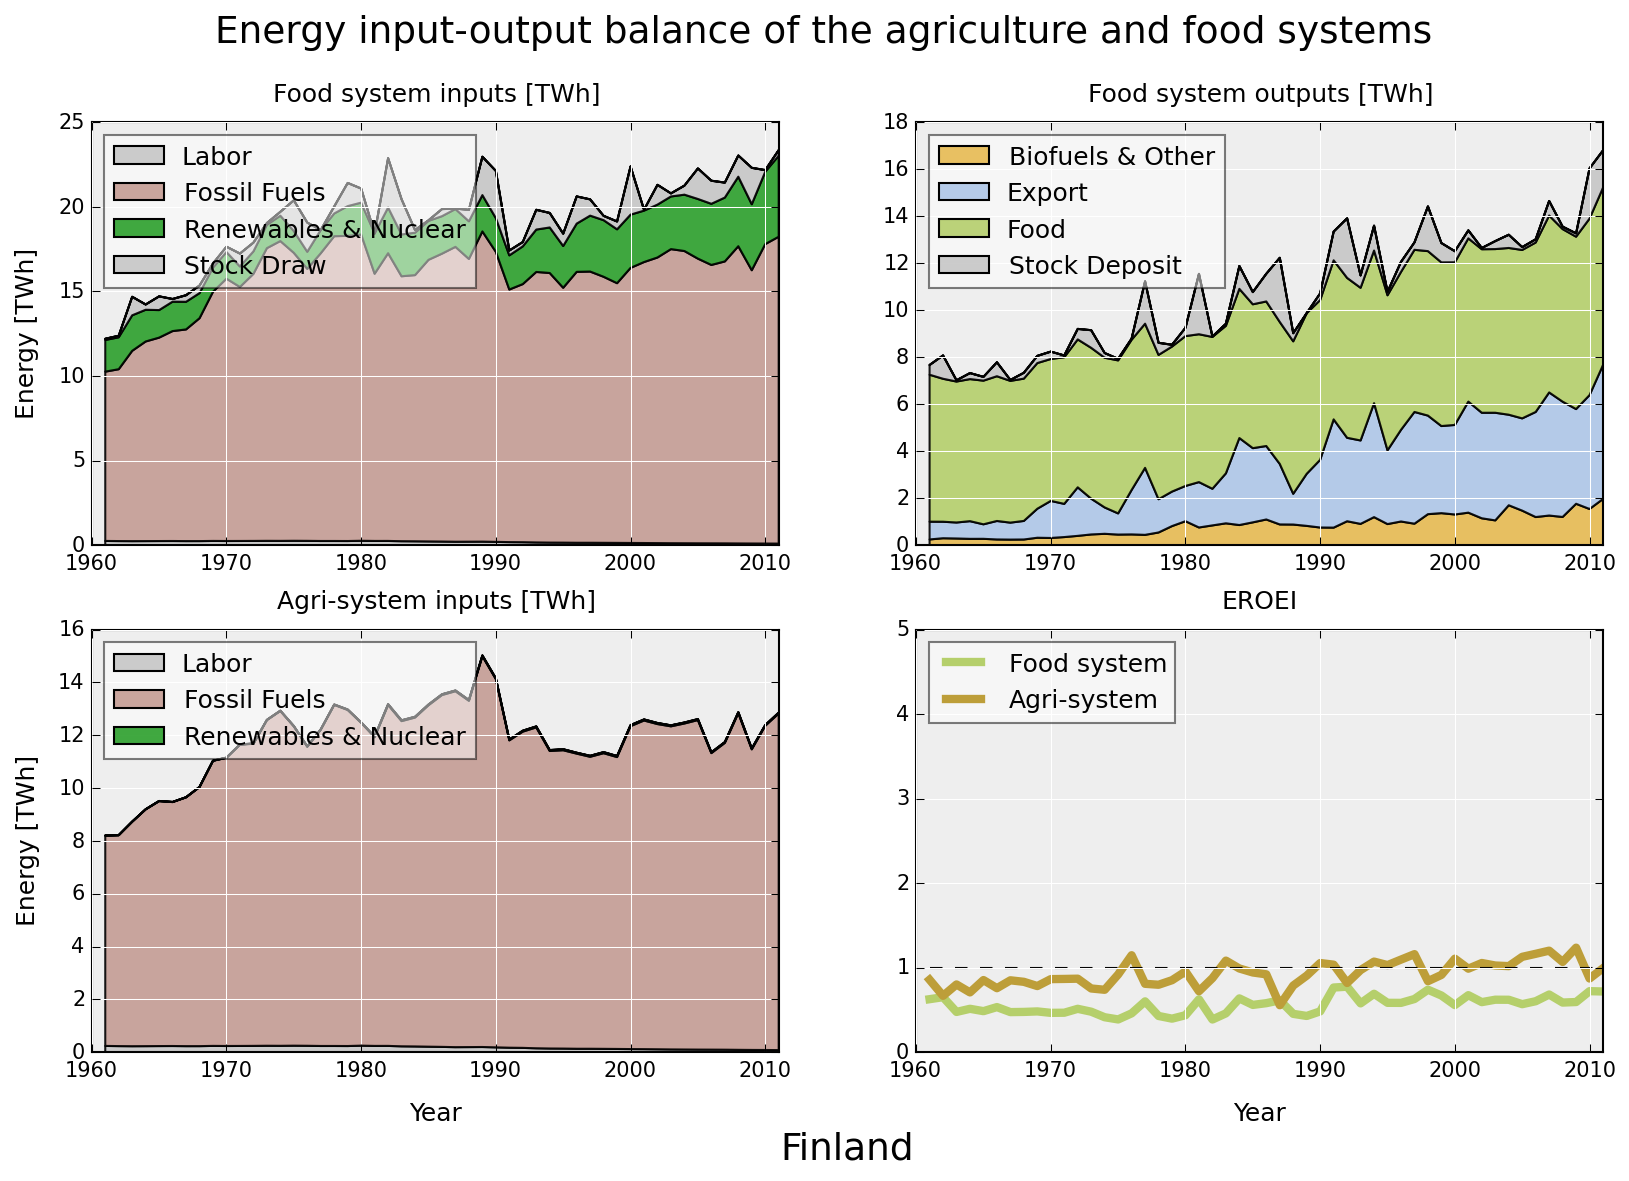 Energy input-output balance of the agriculture and food systems
Food system inputs [TWh]
Energy [TWh]
25
20
15
10
5
0
Labor
Fossil Fuels
Renewables & Nuclear
Stock Draw
1960 1970 1980 1990 2000 2010
Food system outputs [TWh]
18
16
14
12
10
8
6
4
2
0
Biofuels & Other
Export
Food
Stock Deposit
1960 1970 1980 1990 2000 2010
Agri-system inputs [TWh]
Energy [TWh]
16
14
12
10
8
6
4
2
0
Labor
Fossil Fuels
Renewables & Nuclear
1960 1970 1980 1990 2000 2010
Year
EROEI
5
4
3
2
1
0
Food system
Agri-system
1960 1970 1980 1990 2000 2010
Year
Finland